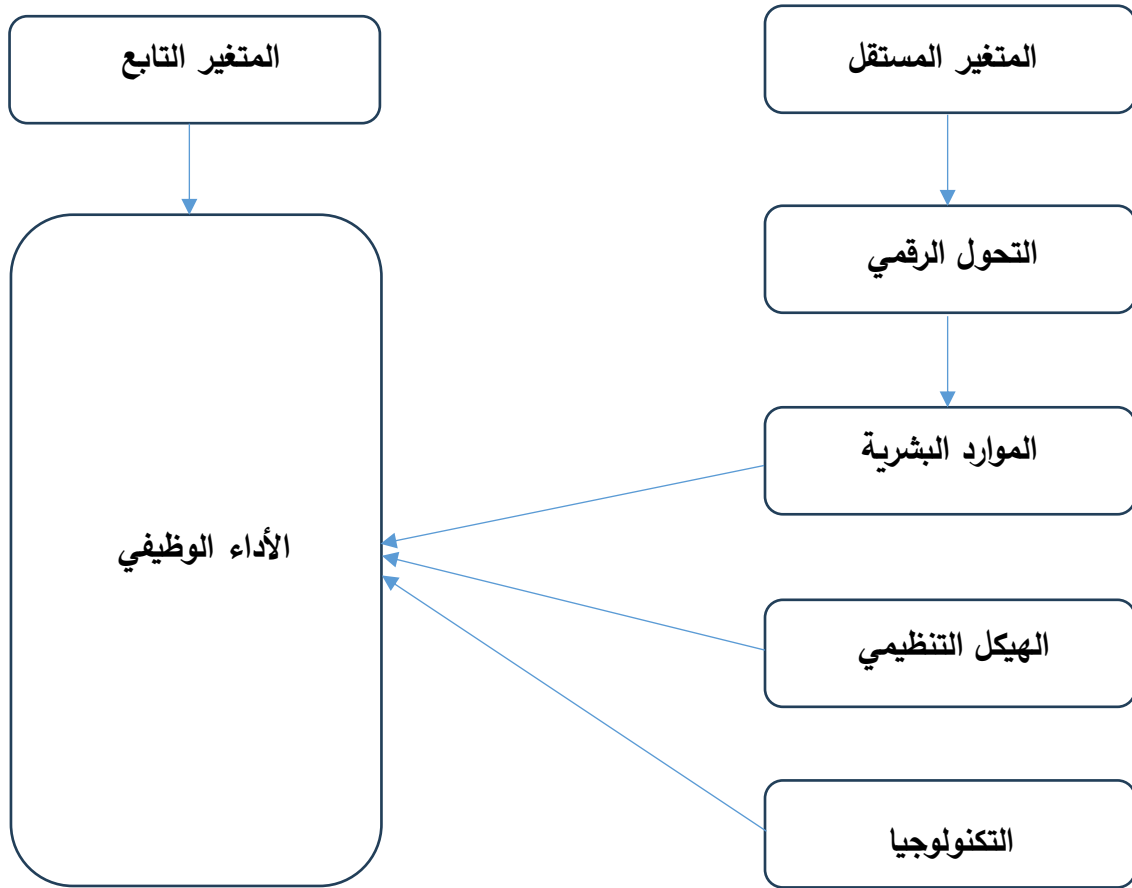 المتغير المستقل
المتغير التابع
التحول الرقمي
الموارد البشرية
الأداء الوظيفي
الهيكل التنظيمي
التكنولوجيا